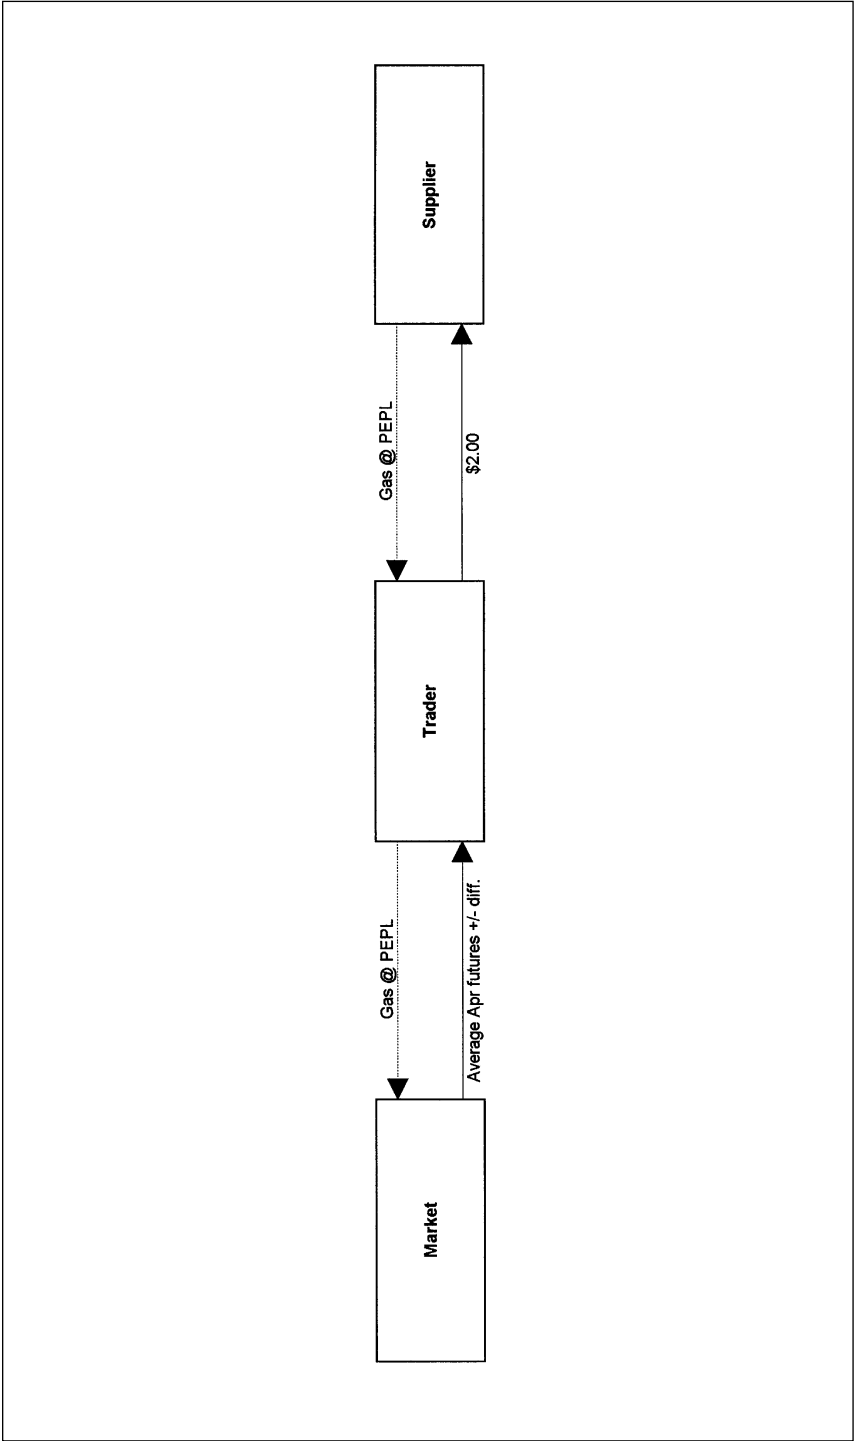 Market
Gas @ PEPL
Average Apr futures +/- diff.
Trader
Gas @ PEPL
$2.00
Supplier